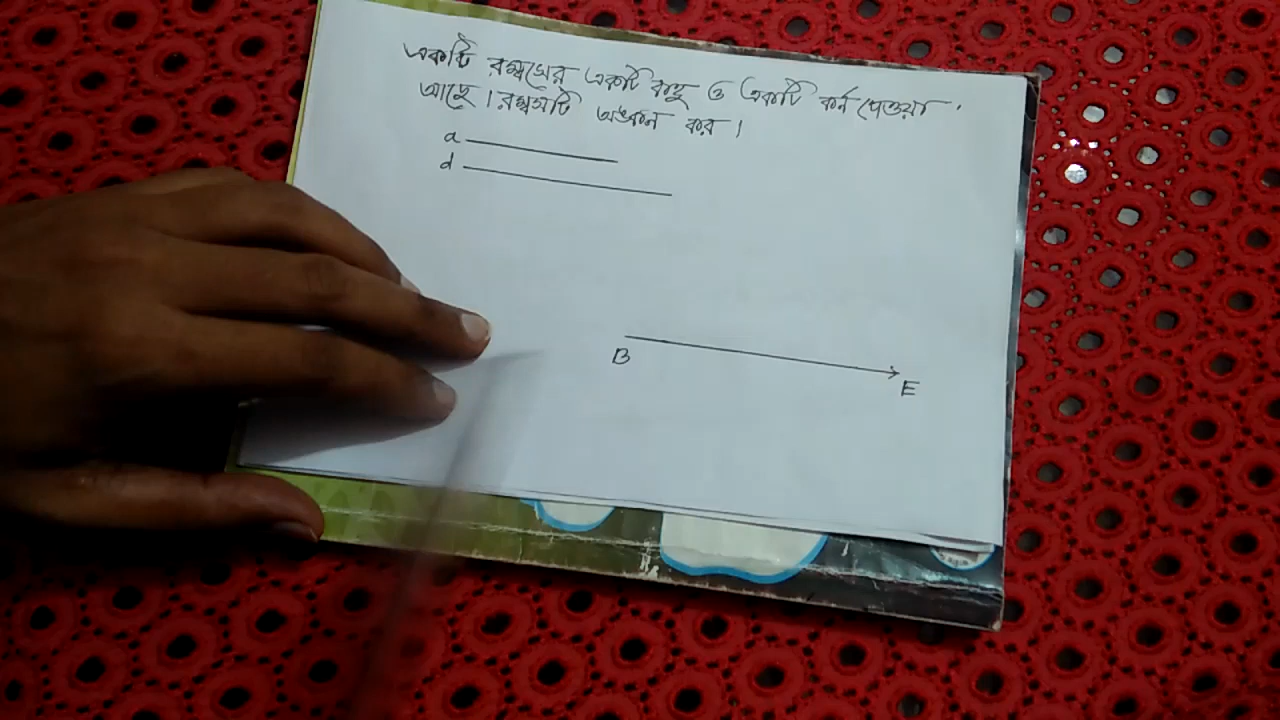 একটি রম্বসের একটি বাহু ও একটি কর্ন দেওয়া
আছে। রম্বসটি অঙ্কন কর।
a
d
B
E